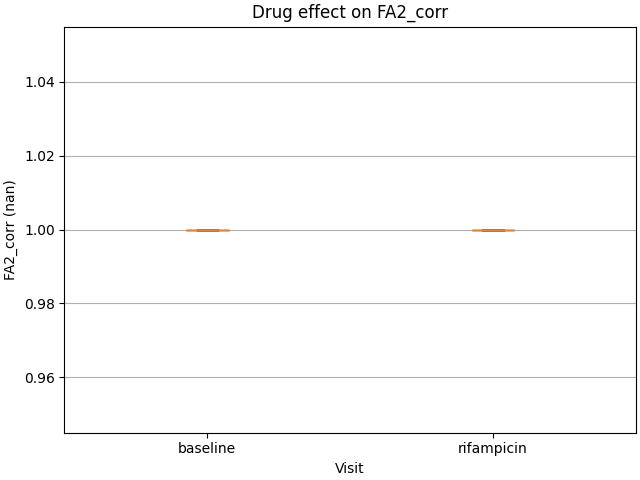 Drug effect on FA2_corr
1.04
1.02
1.00
0.98
0.96
FA2_corr (nan)
baseline
rifampicin
Visit